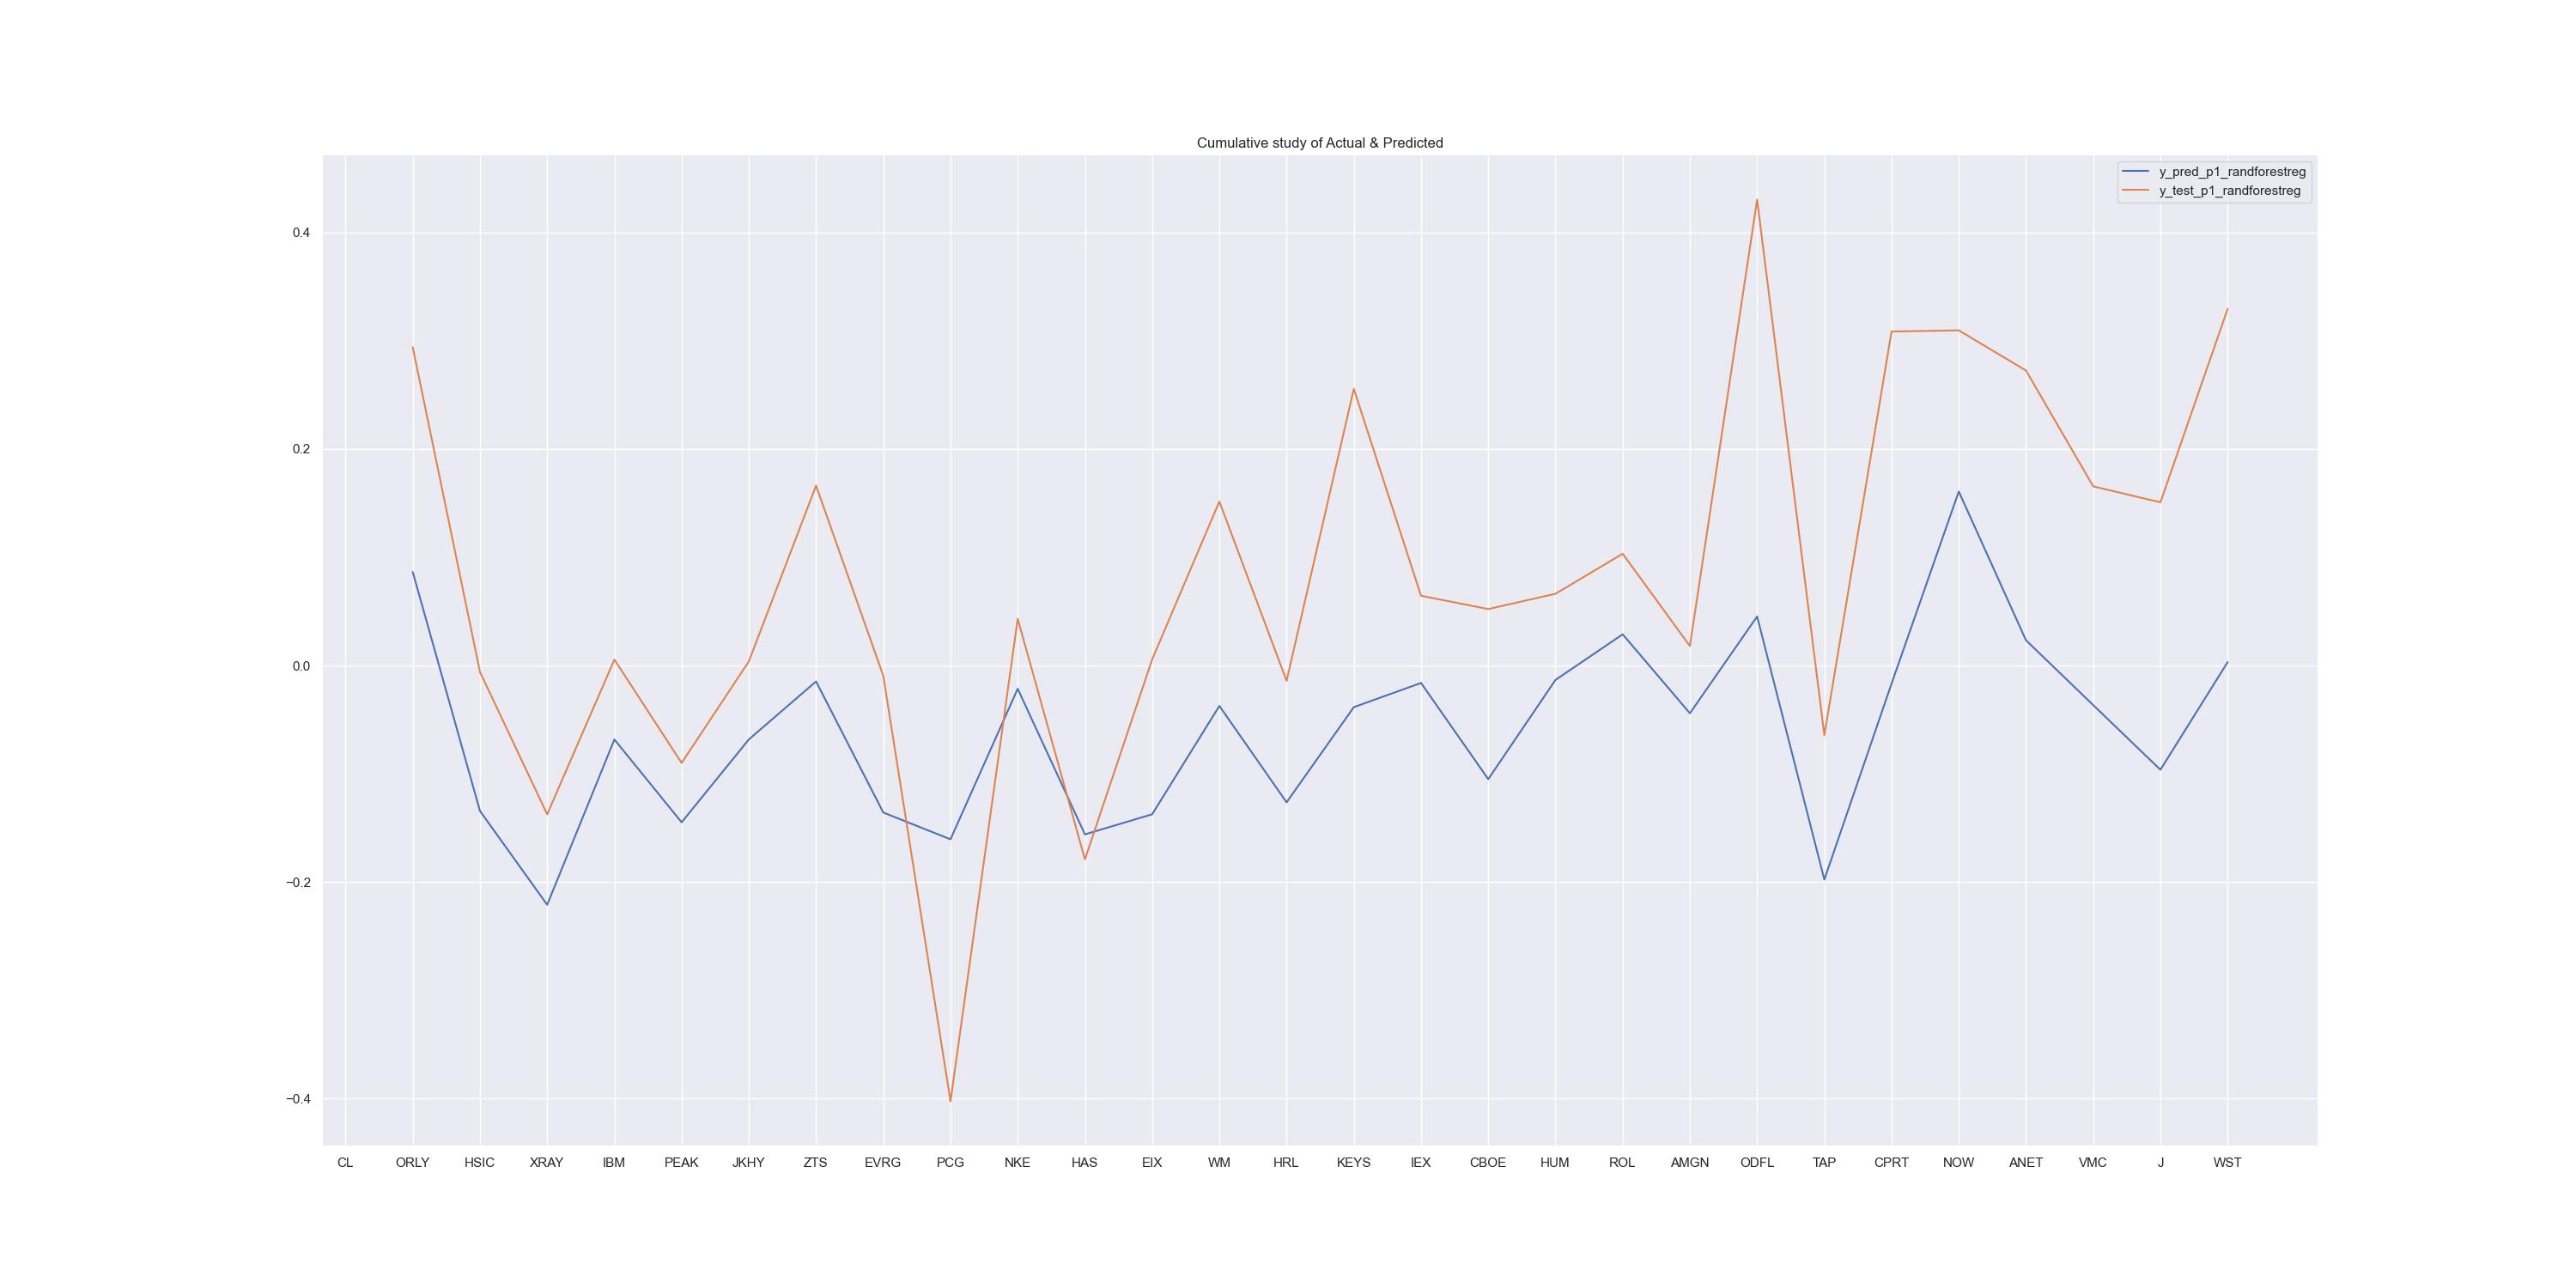 Cumulative study of Actual & Predicted
y_pred_p1_randforestreg
y_test_p1_randforestreg
0.4
0.2
0.0
−0.2
−0.4
CL ORLY HSIC XRAY IBM PEAK JKHY ZTS EVRG PCG NKE HAS EIX WM HRL KEYS IEX CBOE HUM ROL AMGN ODFL TAP CPRT NOW ANET VMC J WST